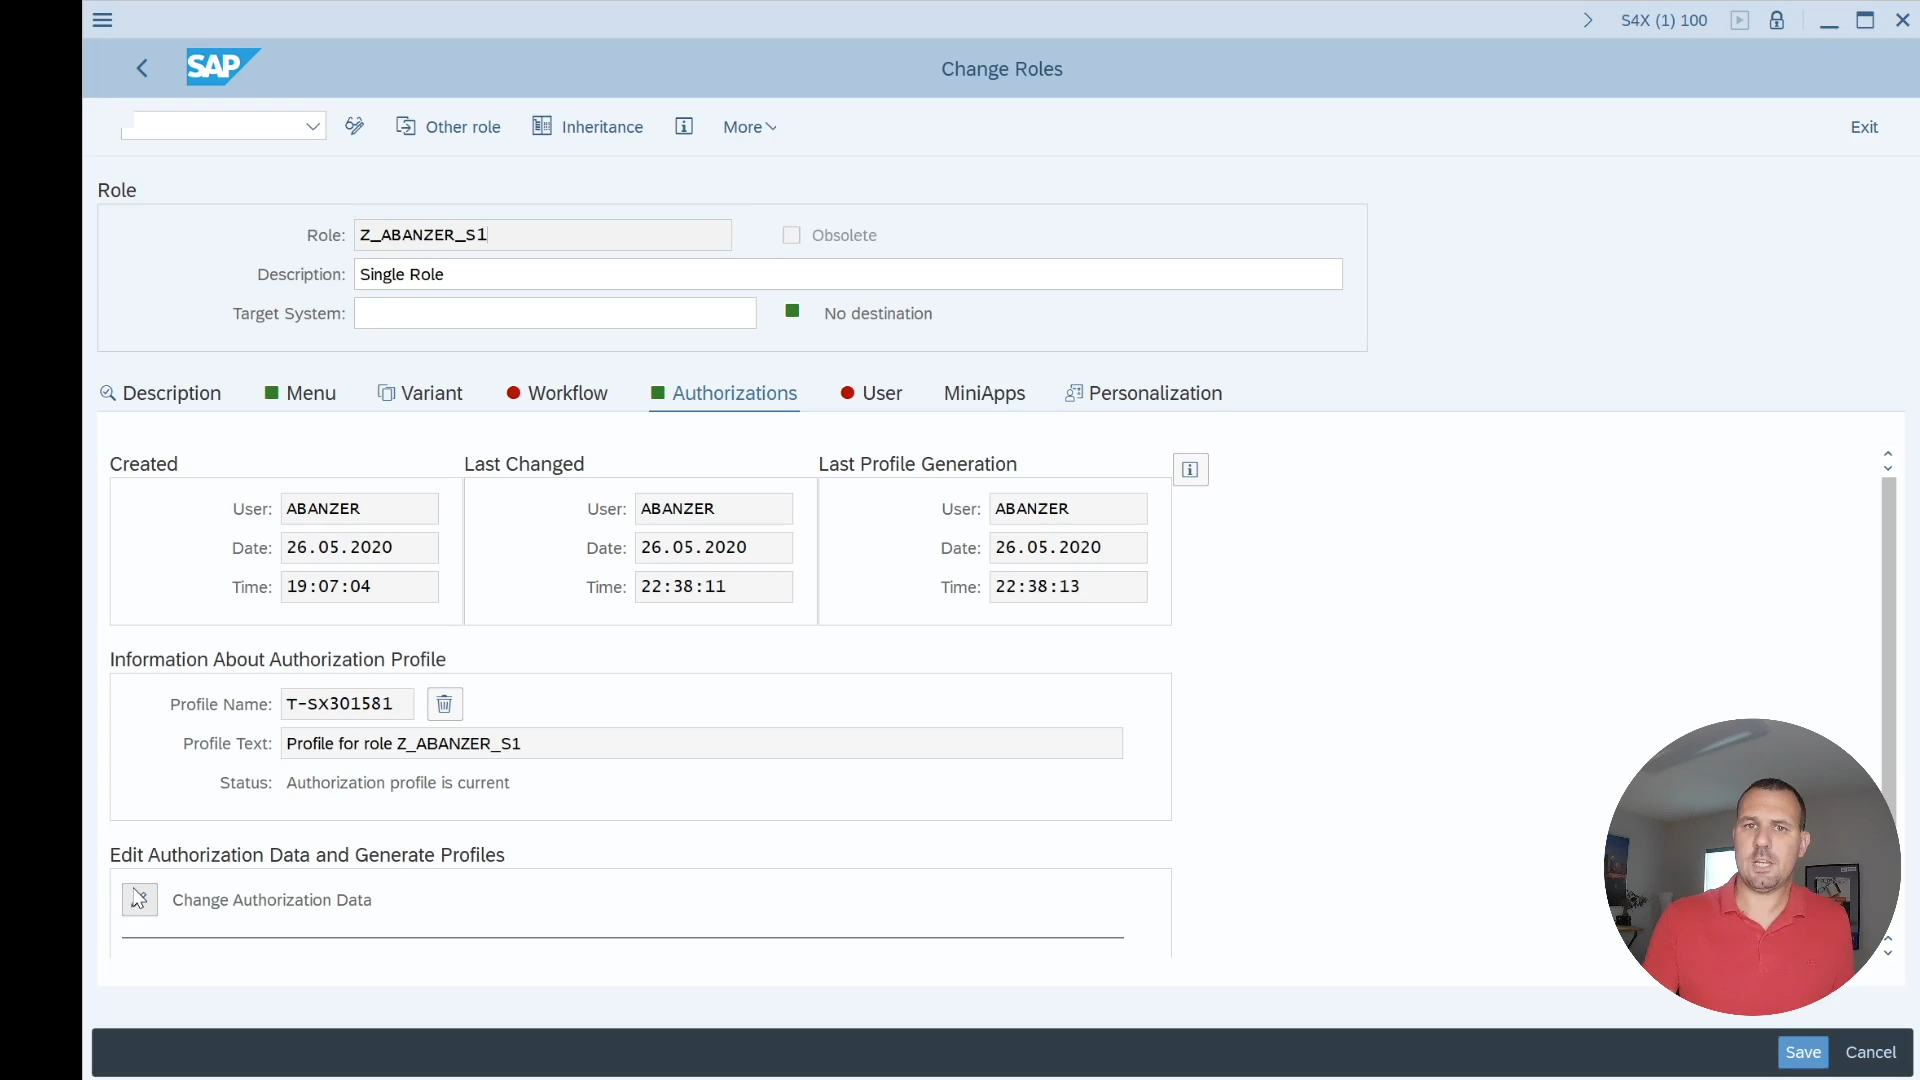 S4X (1) 100
SAP
Change Roles
Other role
Inheritance
More
Exit
Role
Role: Z_ABANZER_S1
Obsolete
Description: Single Role
Target System:
No destination
Description
Menu
Variant
Workflow
Authorizations
User
MiniApps
Personalization
Created
Last Changed
Last Profile Generation
User: ABANZER
User: ABANZER
User: ABANZER
Date: 26.05.2020
Date: 26.05.2020
Date: 26.05.2020
Time: 19:07:04
Time: 22:38:11
Time: 22:38:13
Information About Authorization Profile
Profile Name: T-SX301581
Profile Text: Profile for role Z_ABANZER_S1
Status: Authorization profile is current
Edit Authorization Data and Generate Profiles
Change Authorization Data
Save
Cancel